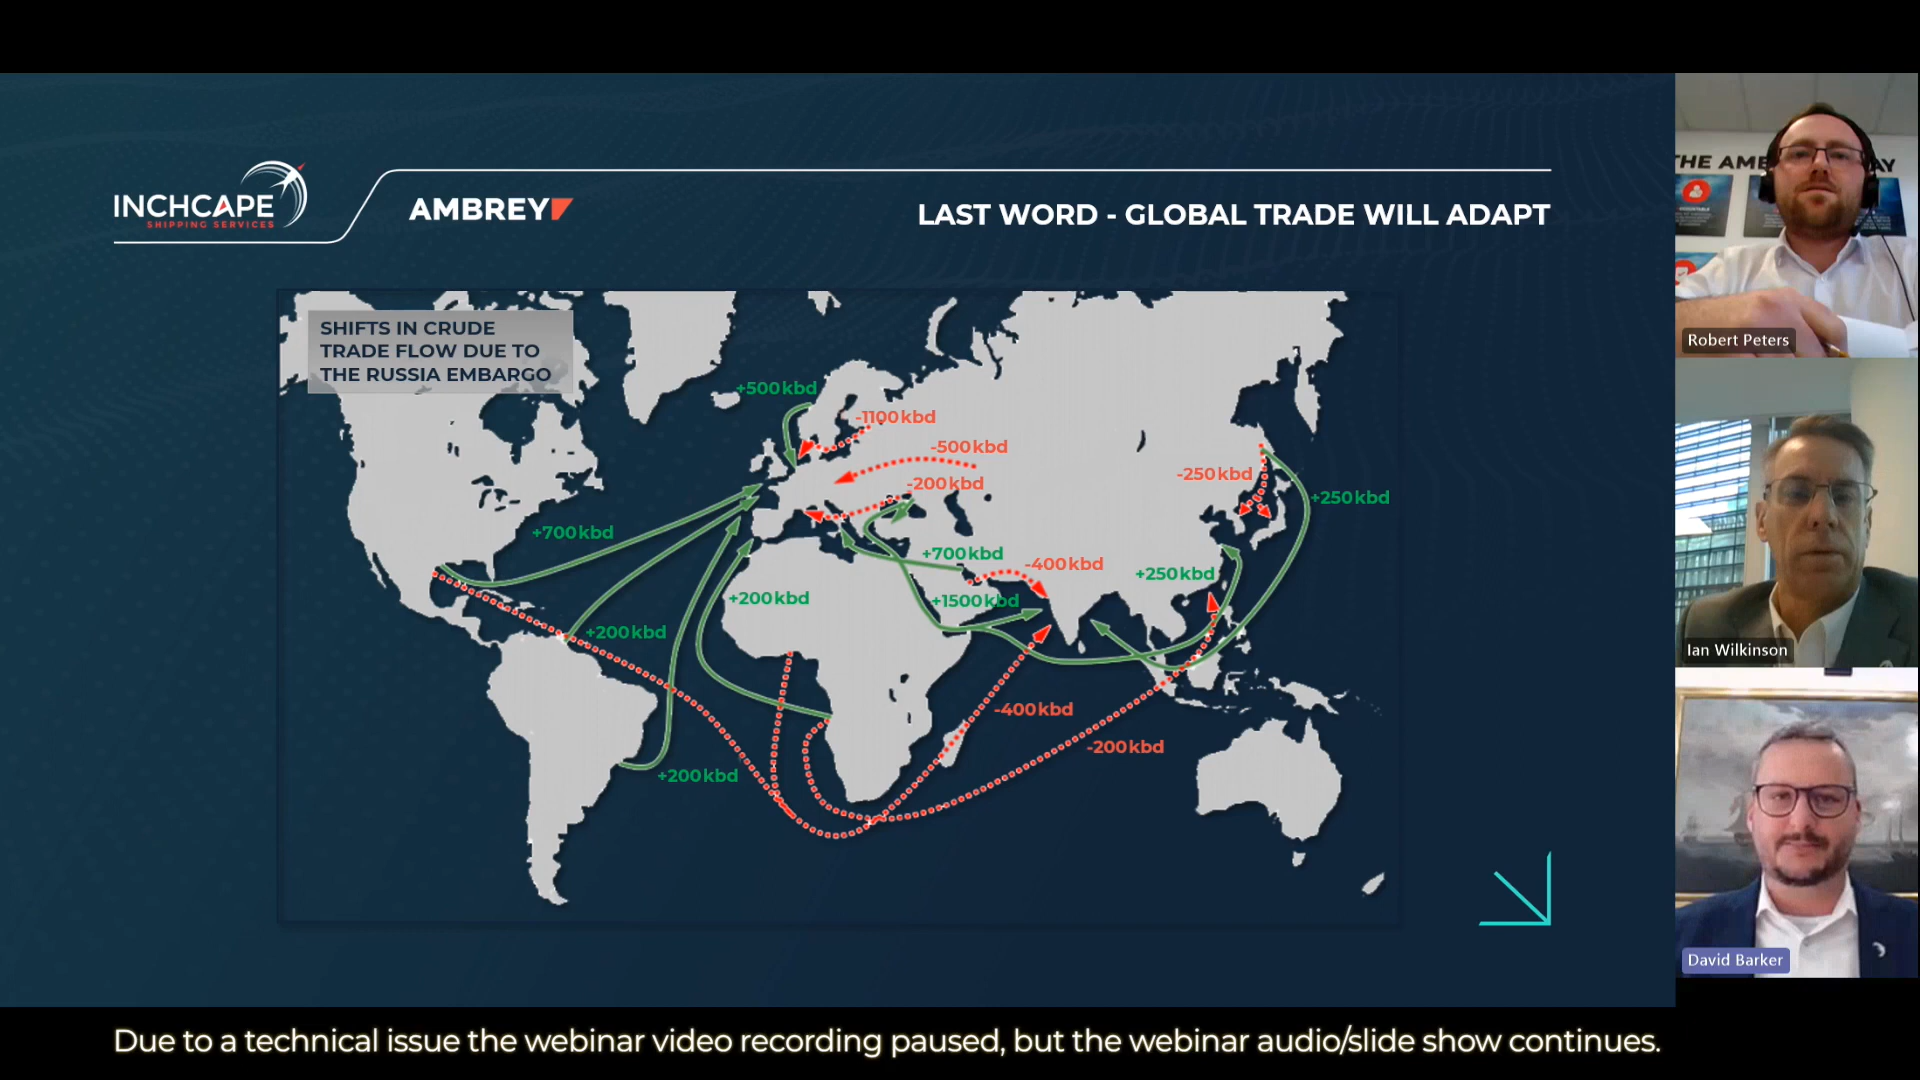 INCHCAPE
SHIPPING SERVICES
AMBREY
LAST WORD - GLOBAL TRADE WILL ADAPT
SHIFTS IN CRUDE
TRADE FLOW DUE TO
THE RUSSIA EMBARGO
+500kbd
-1100kbd
-500kbd
-200kbd
-250kbd
+250kbd
+700kbd
+700kbd
-400kbd
+250kbd
+200kbd
+1500kbd
+200kbd
-400kbd
-200kbd
+200kbd
THE AMB
AY
Robert Peters
Ian Wilkinson
David Barker
Due to a technical issue the webinar video recording paused, but the webinar audio/slide show continues.